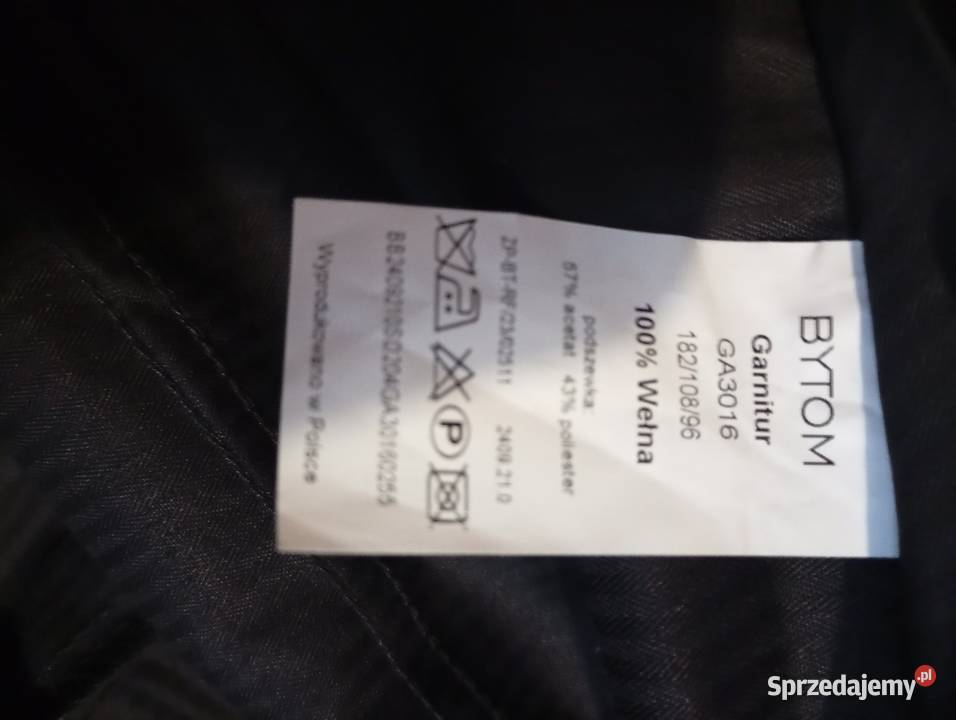 BYTOM
Garnitur
GA3016
182/108/96
100% Wełna
podszewka:
57% acetat 43% poliester
2409.21.0
P
Wyprodukowano w Polsce
Sprzedajemy.pl